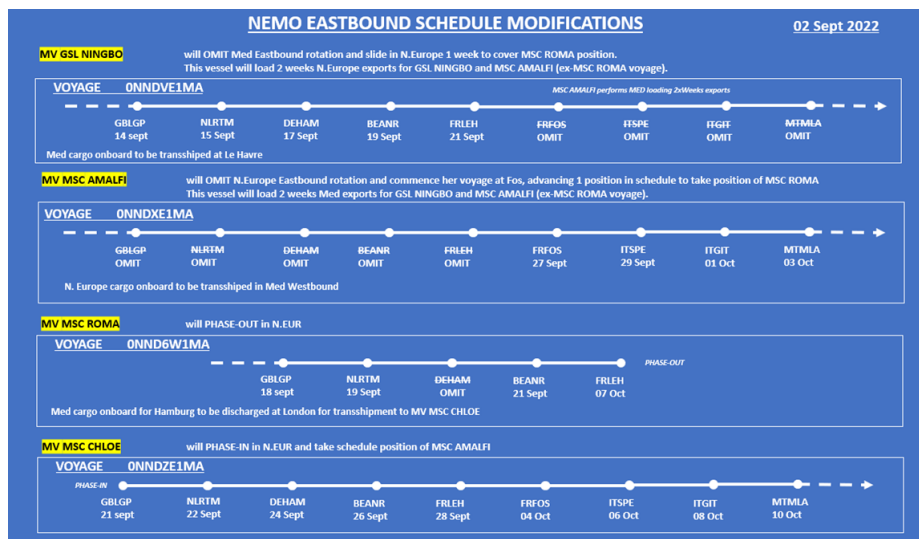 NEMO EASTBOUND SCHEDULE MODIFICATIONS
02 Sept 2022
MV GSL NINGBO
will OMIT Med Eastbound rotation and slide in N.Europe 1 week to cover MSC ROMA position.
This vessel will load 2 weeks N.Europe exports for GSL NINGBO and MSC AMALFI (ex-MSC ROMA voyage).
VOYAGE 0NNDVE1MA
MSC AMALFI performs MED loading 2xWeeks exports
GBLGP NLRTM DEHAM BEANR FRLEH FRFOS ITSPE ITGIT MTMLA
14 sept 15 Sept 17 Sept 19 Sept 21 Sept OMIT OMIT OMIT OMIT
Med cargo onboard to be transshiped at Le Havre
MV MSC AMALFI
will OMIT N.Europe Eastbound rotation and commence her voyage at Fos, advancing 1 position in schedule to take position of MSC ROMA
This vessel will load 2 weeks Med exports for GSL NINGBO and MSC AMALFI (ex-MSC ROMA voyage).
VOYAGE 0NNDXE1MA
GBLGP NLRTM DEHAM BEANR FRLEH FRFOS ITSPE ITGIT MTMLA
OMIT OMIT OMIT OMIT OMIT 27 Sept 29 Sept 01 Oct 03 Oct
N. Europe cargo onboard to be transshiped in Med Westbound
MV MSC ROMA
will PHASE-OUT in N.EUR
VOYAGE 0NND6W1MA
PHASE-OUT
GBLGP NLRTM DEHAM BEANR FRLEH
18 sept 19 Sept OMIT 21 Sept 07 Oct
Med cargo onboard for Hamburg to be discharged at London for transshipment to MV MSC CHLOE
MV MSC CHLOE
will PHASE-IN in N.EUR and take schedule position of MSC AMALFI
VOYAGE 0NNDZE1MA
PHASE-IN
GBLGP NLRTM DEHAM BEANR FRLEH FRFOS ITSPE ITGIT MTMLA
21 sept 22 Sept 24 Sept 26 Sept 28 Sept 04 Oct 06 Oct 08 Oct 10 Oct